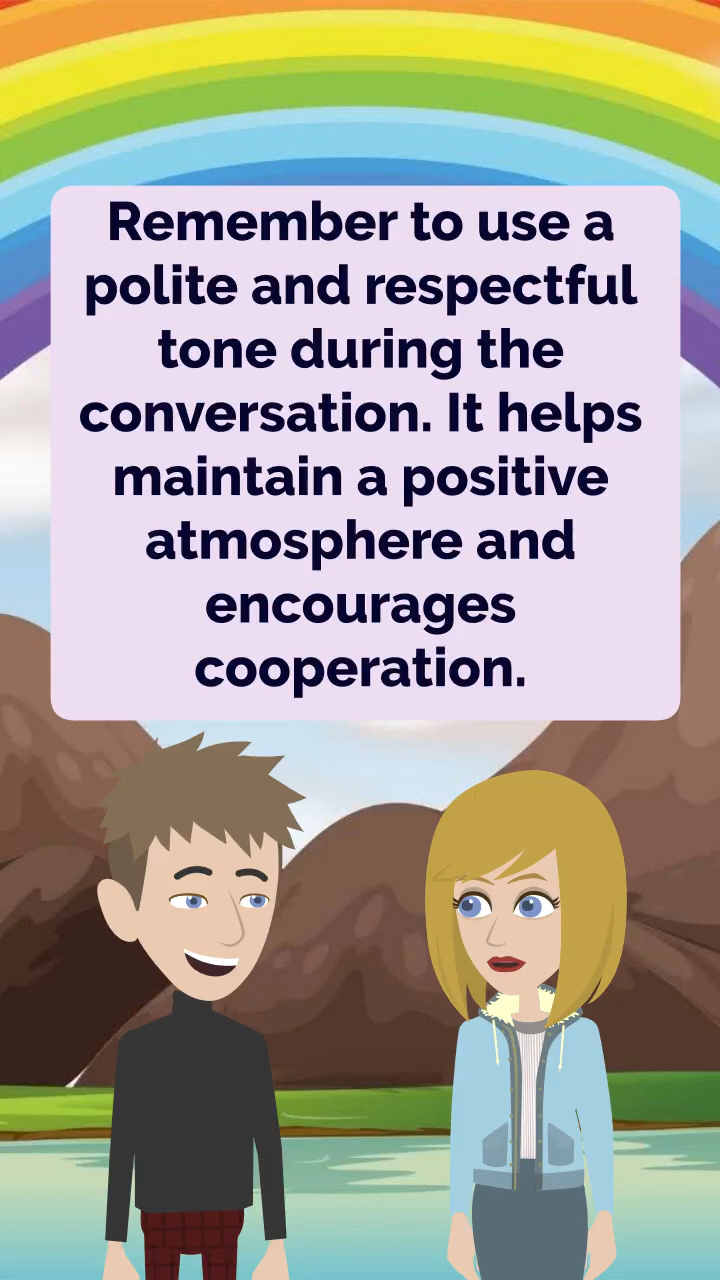 Remember to use a
polite and respectful
tone during the
conversation. It helps
maintain a positive
atmosphere and
encourages
cooperation.